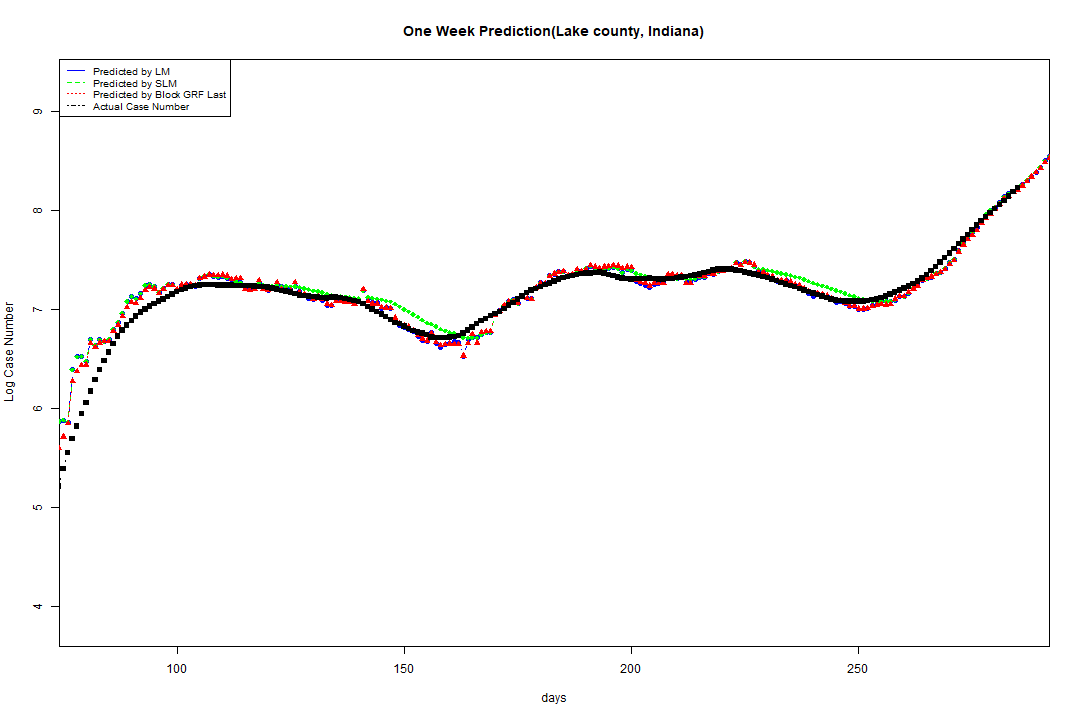 One Week Prediction(Lake county, Indiana)
Predicted by LM
Predicted by SLM
Predicted by Block GRF Last
Actual Case Number
9
8
7
6
5
4
Log Case Number
100 150 200 250
days